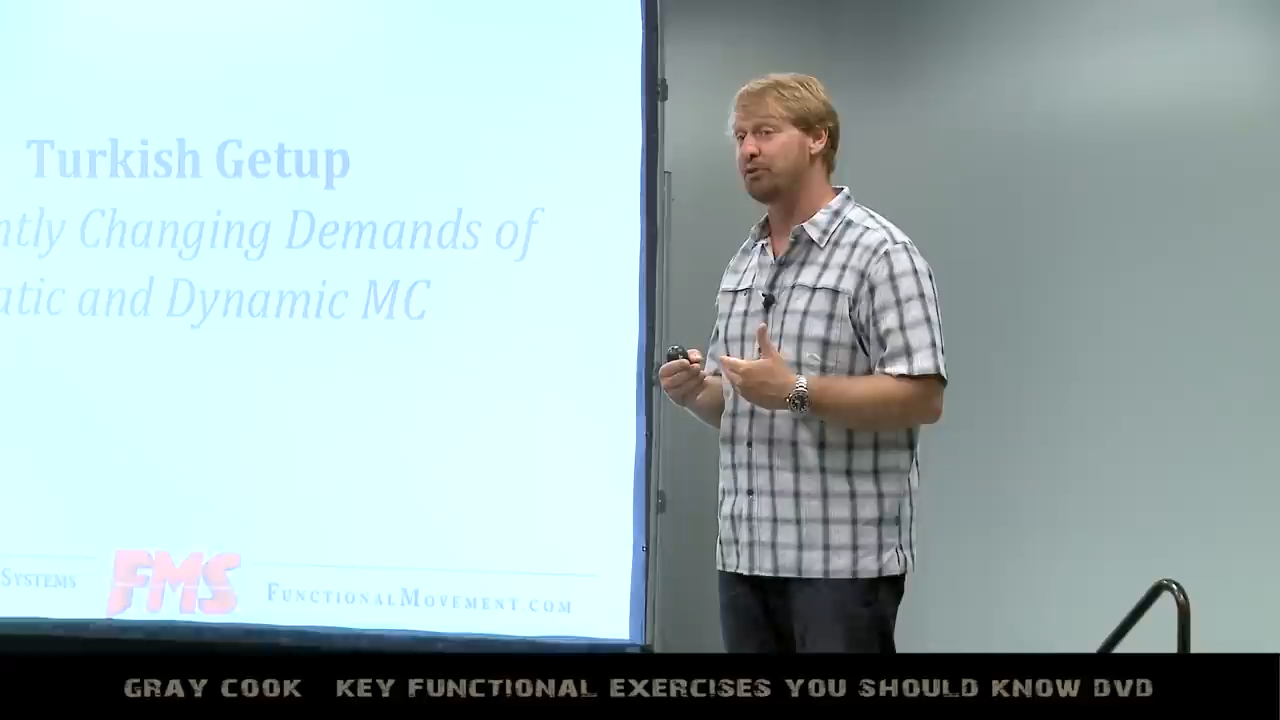 Turkish Getup
ntly Changing Demands of
atic and Dynamic MC
SYSTEMS
FMS
FUNCTIONALMOVEMENT.COM
GRAY COOK KEY FUNCTIONAL EXERCISES YOU SHOULD KNOW DVD